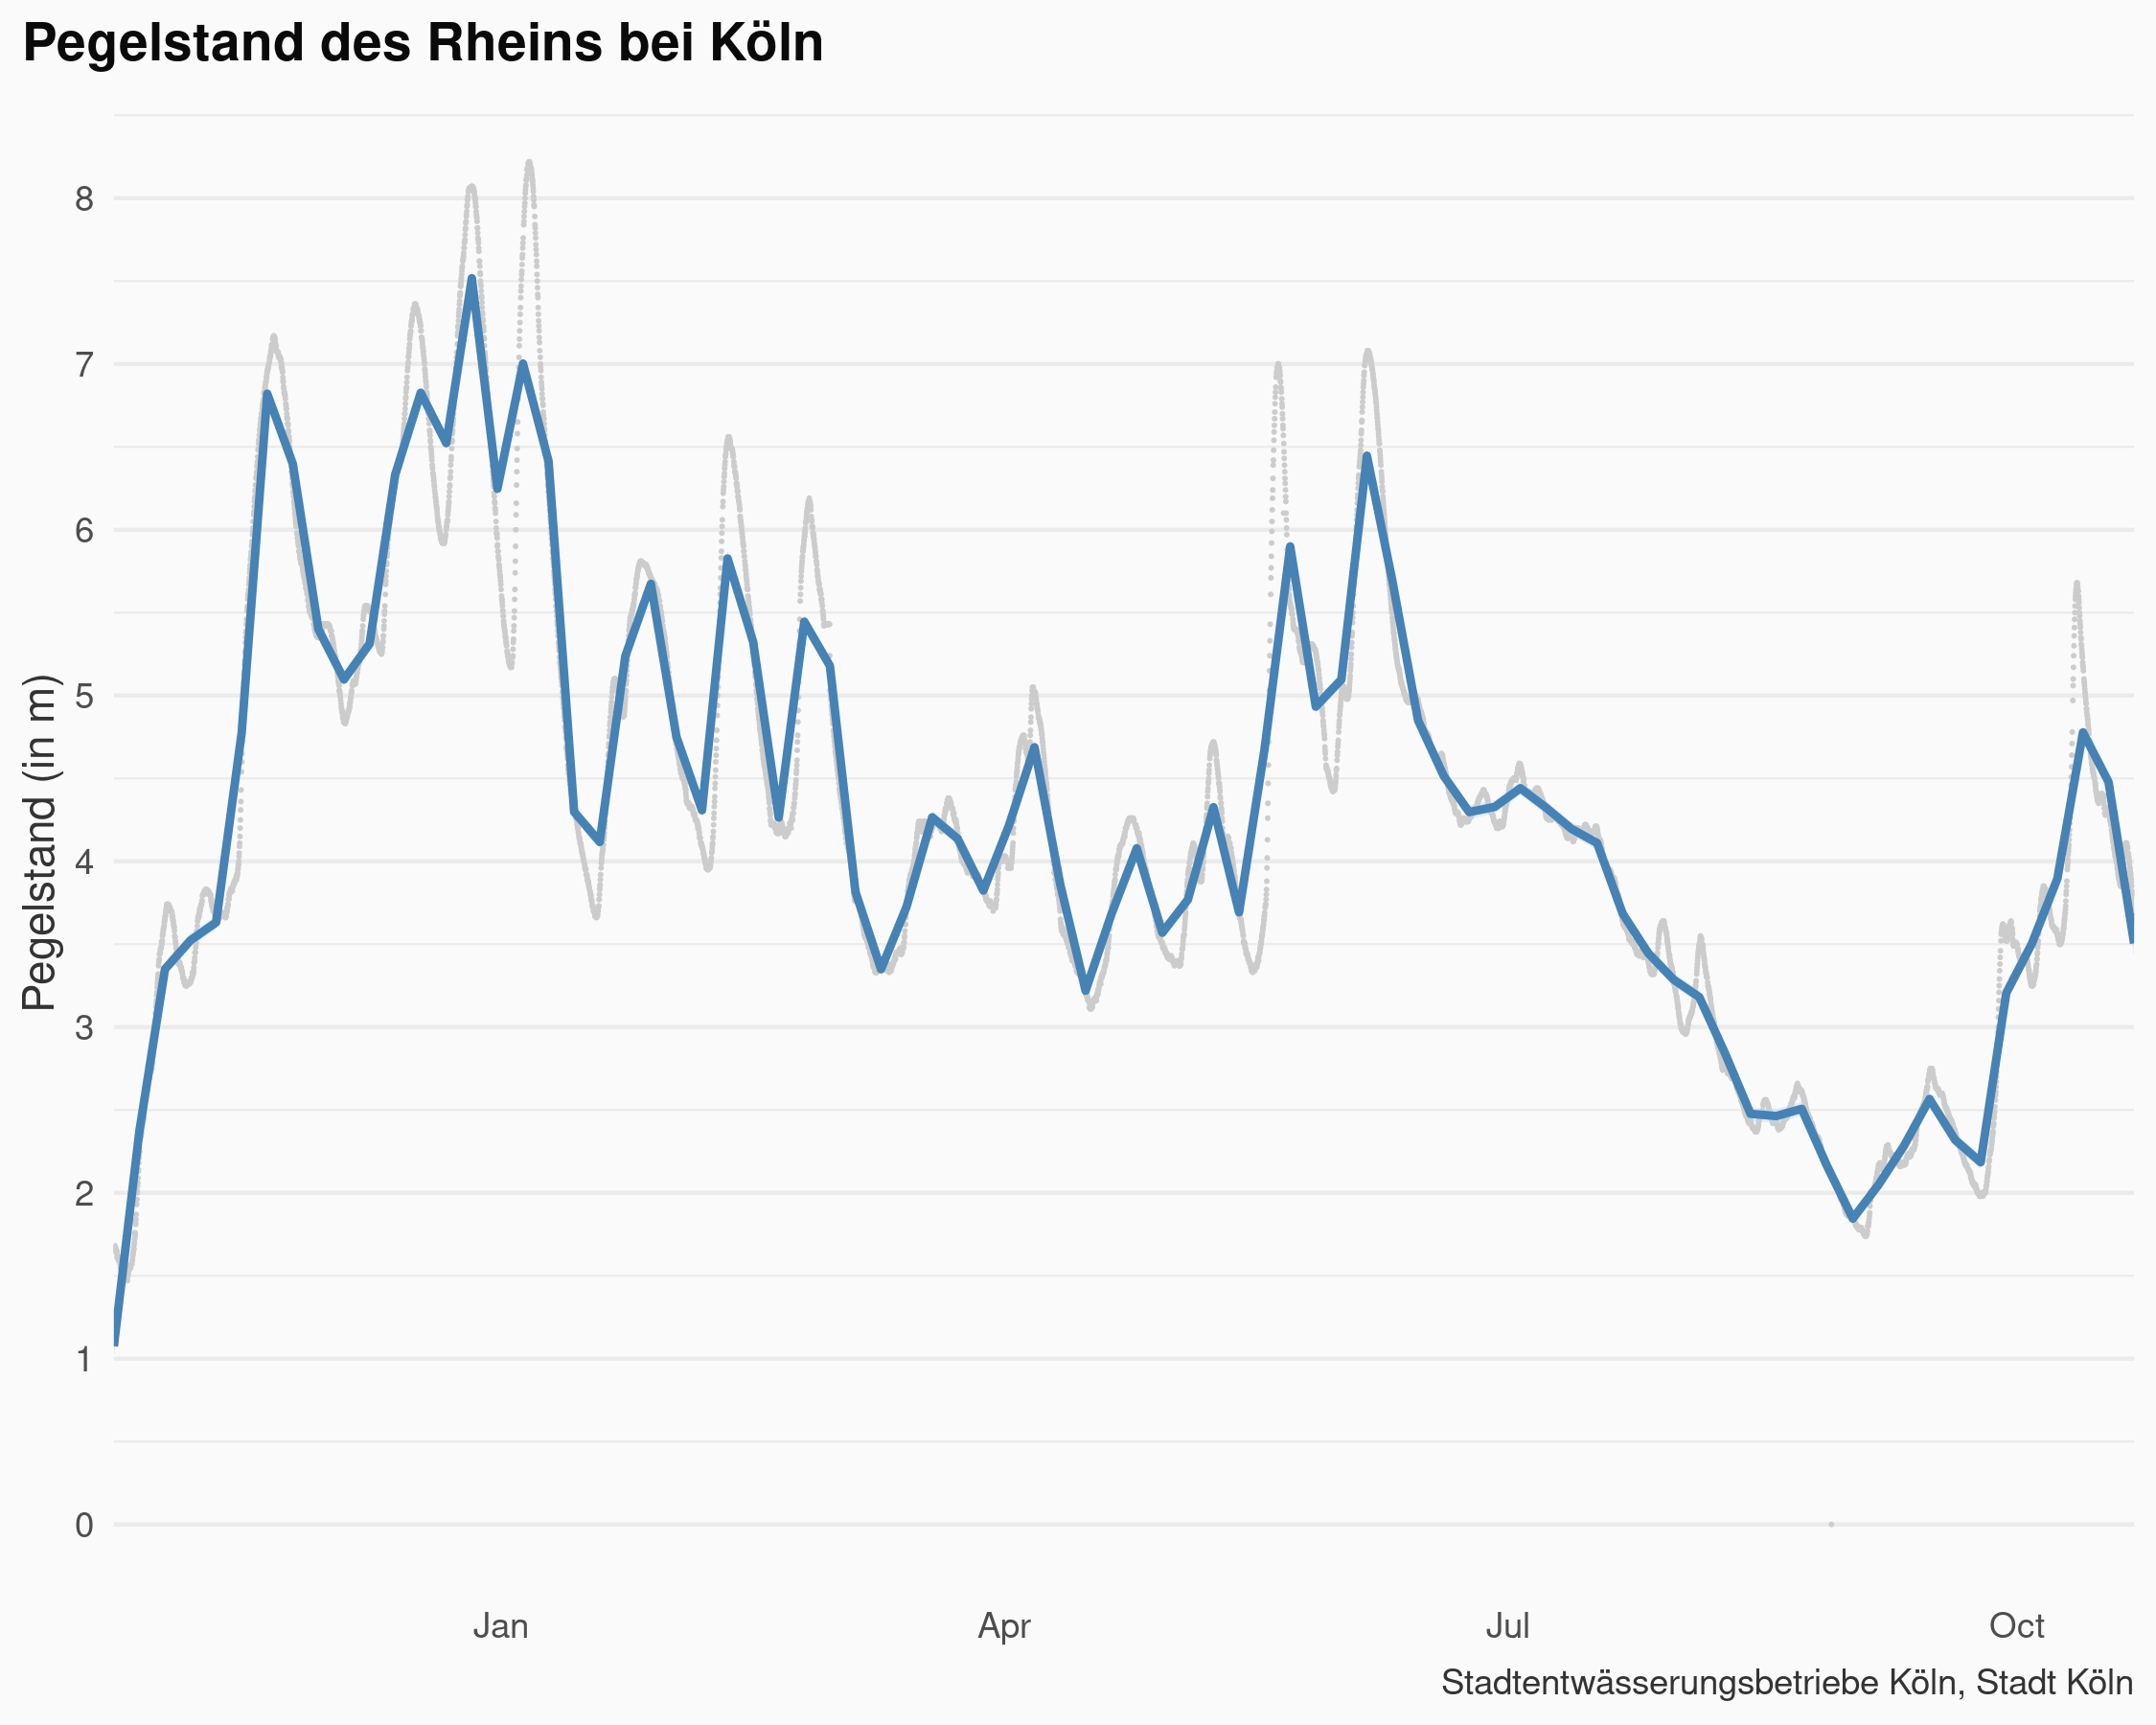 Pegelstand des Rheins bei Köln
Pegelstand (in m)
8
7
6
5
4
3
2
1
0
Jan Apr Jul Oct
Stadtentwässerungsbetriebe Köln, Stadt Köln